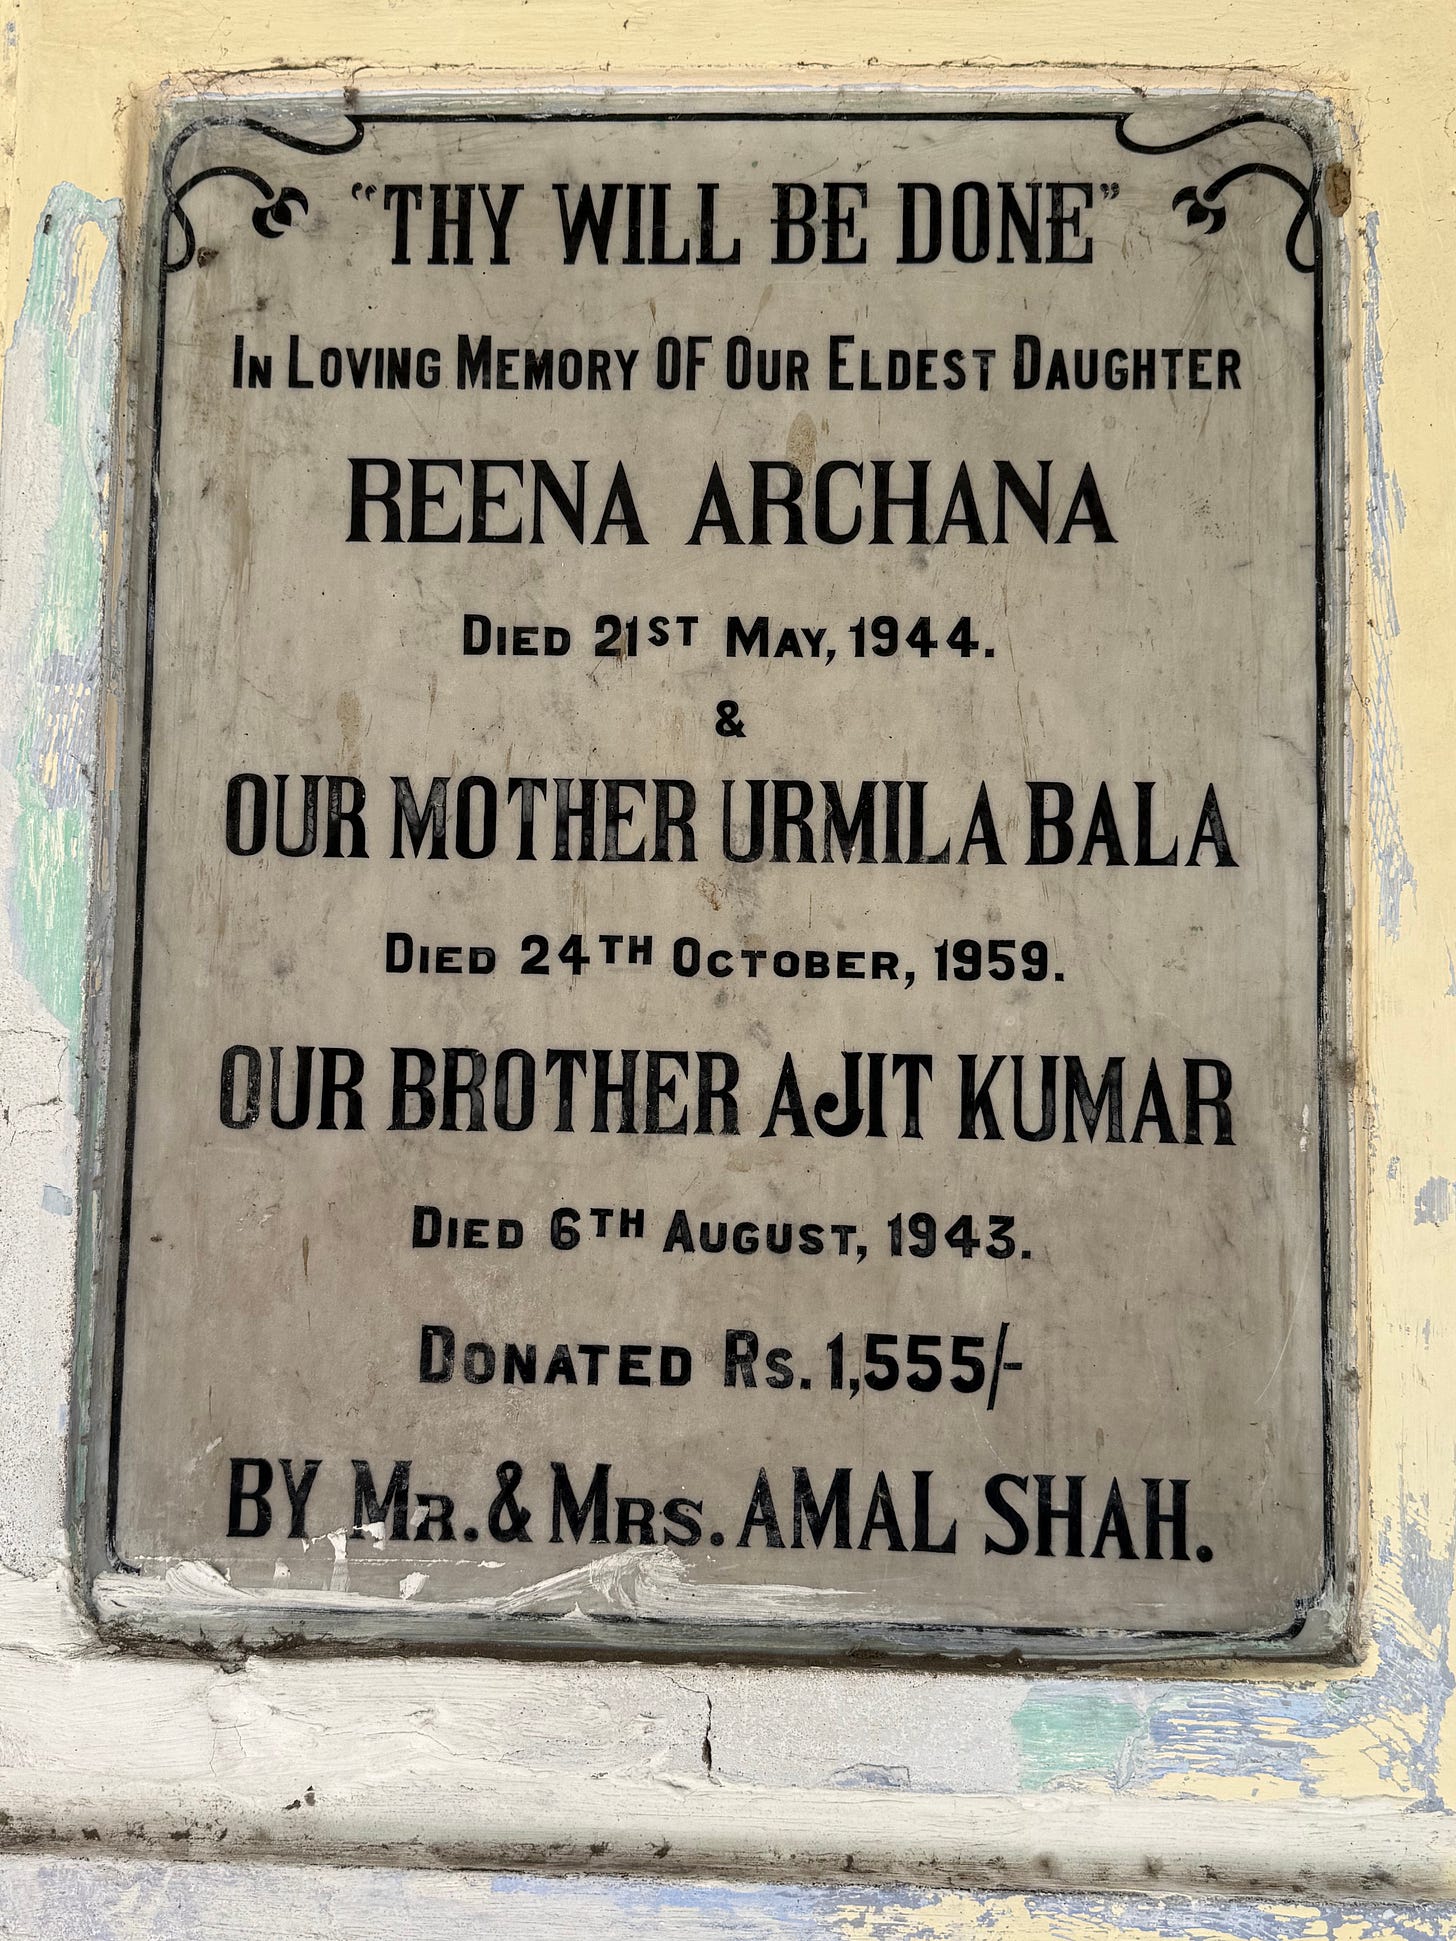 “THY WILL BE DONE”
IN LOVING MEMORY OF OUR ELDEST DAUGHTER
REENA ARCHANA
DIED 21ST MAY, 1944.
&
OUR MOTHER URMILA BALA
DIED 24TH OCTOBER, 1959.
OUR BROTHER AJIT KUMAR
DIED 6TH AUGUST, 1943.
DONATED RS. 1,555/-
BY MR. & MRS. AMAL SHAH.